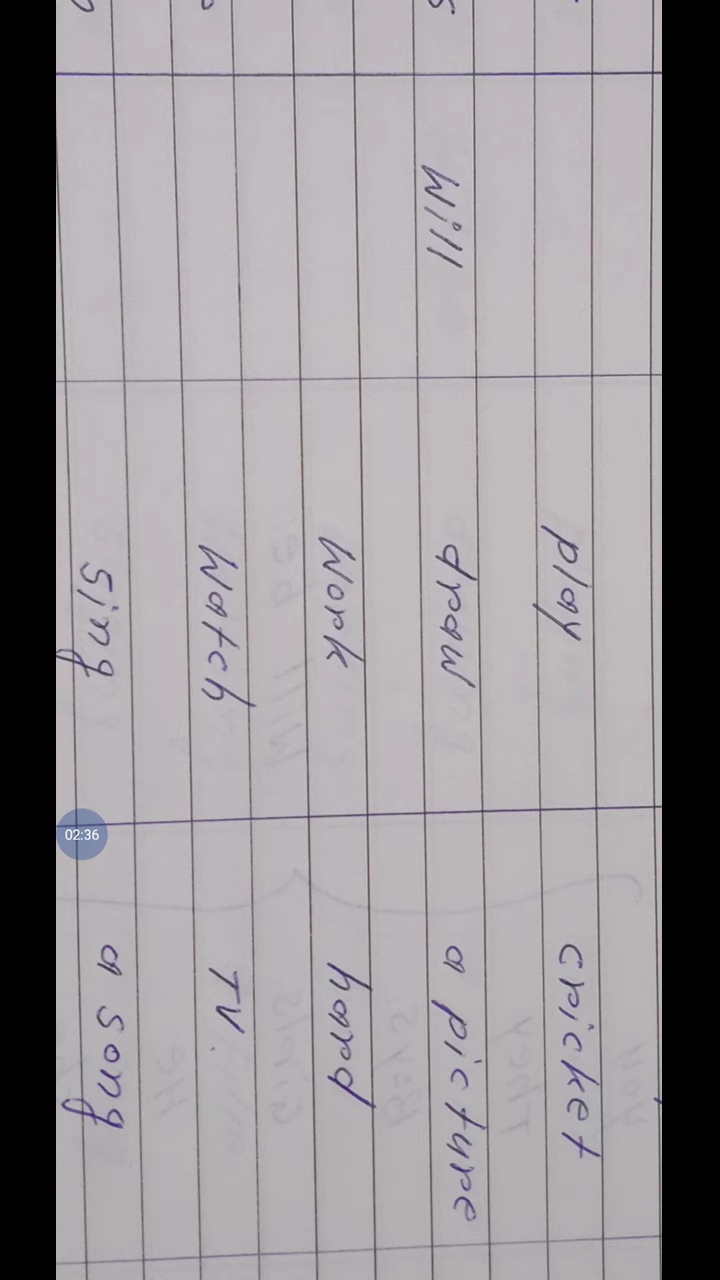 play cricket
Will draw a picture
Work hard
Watch TV.
Sing a song
02:36